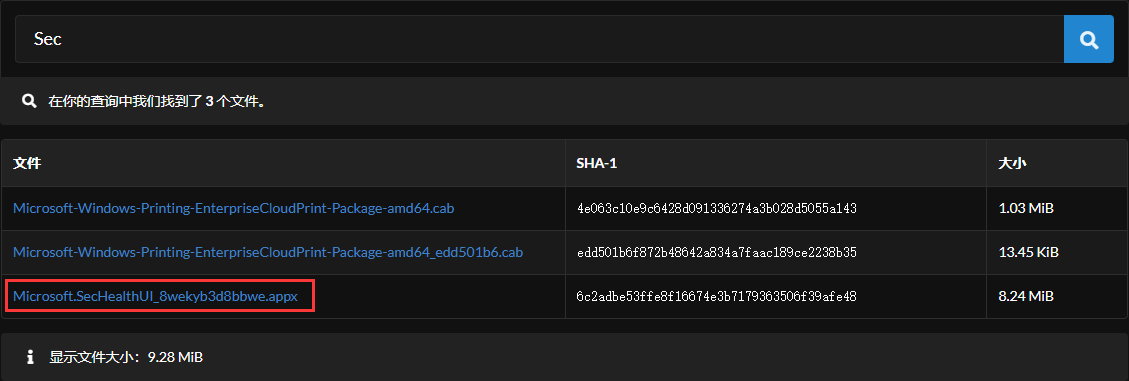 Sec
在你的查询中我们找到了 3 个文件。
文件 SHA-1 大小
Microsoft-Windows-Printing-EnterpriseCloudPrint-Package-amd64.cab 4e063c10e9c6428d091336274a3b028d5055a143 1.03 MiB
Microsoft-Windows-Printing-EnterpriseCloudPrint-Package-amd64_edd501b6.cab edd501b6f872b48642a834a7faac189ce2238b35 13.45 KiB
Microsoft.SecHealthUI_8wekyb3d8bbwe.appx 6c2adbe53ffe8f16674e3b7179363506f39afe48 8.24 MiB
显示文件大小：9.28 MiB